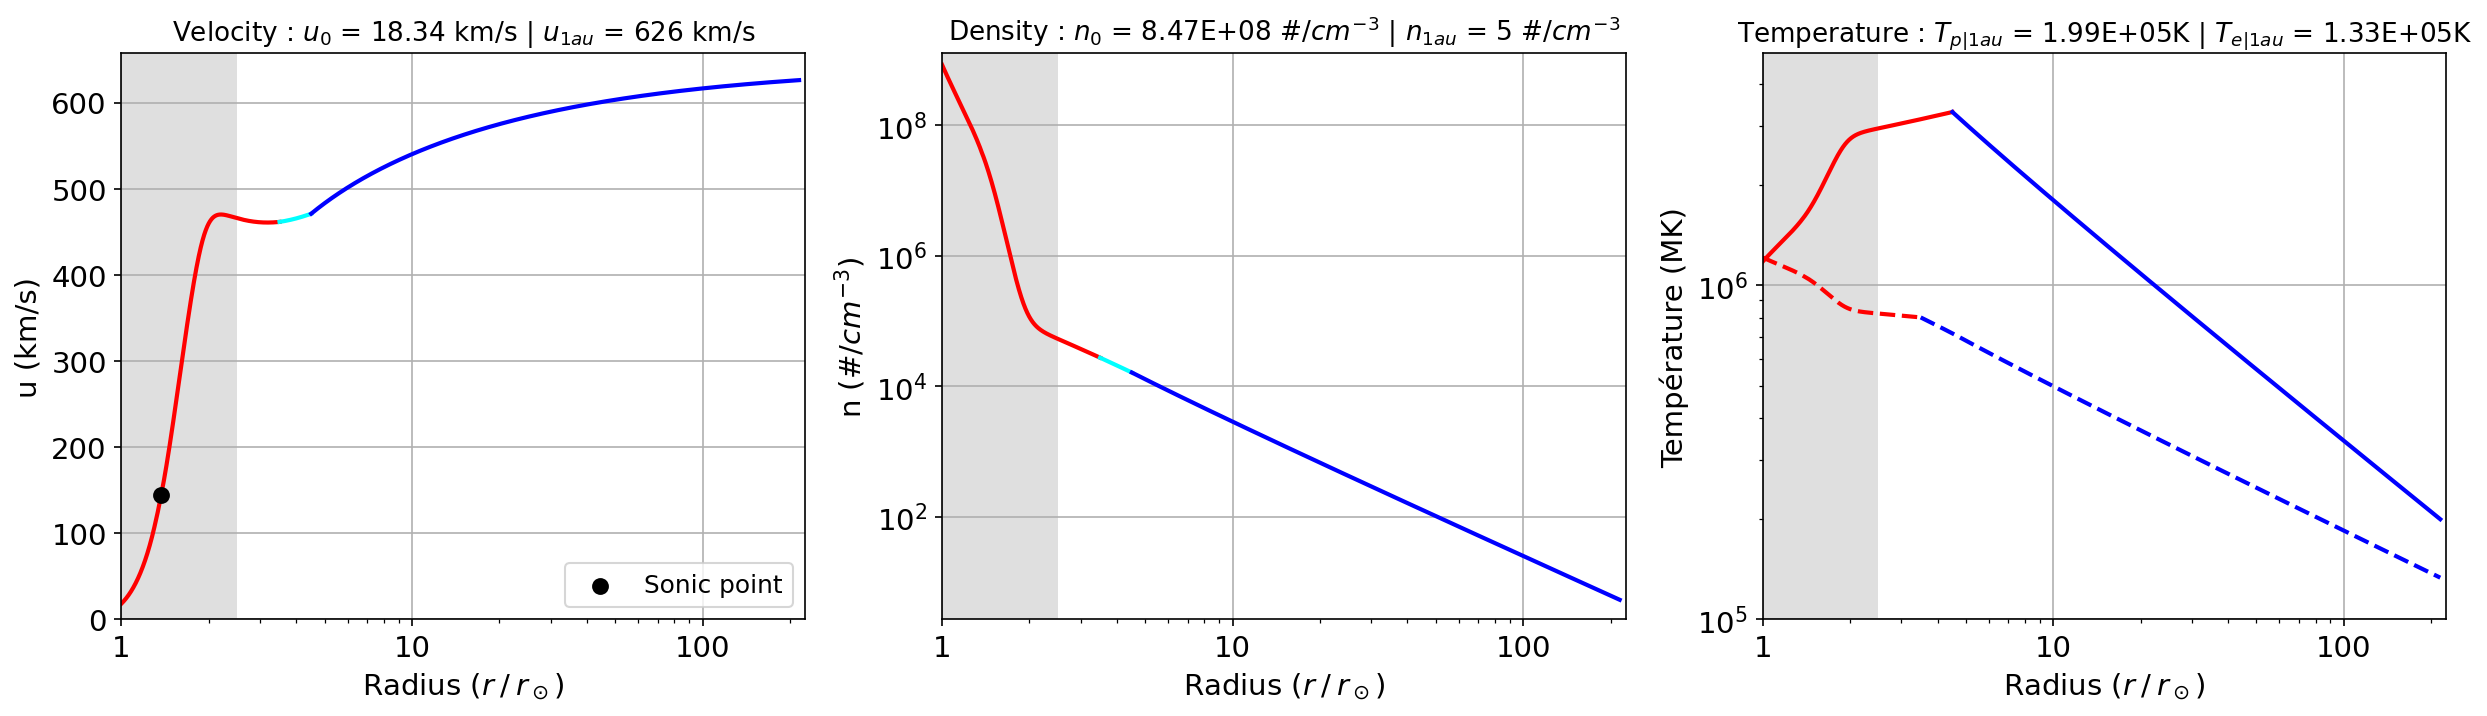 Velocity : u₀ = 18.34 km/s | u₁ₐᵤ = 626 km/s
600
500
400
300
200
100
0
u (km/s)
1
10
100
Radius (r / r⊙)
Sonic point
Density : n₀ = 8.47E+08 #/cm⁻³ | n₁ₐᵤ = 5 #/cm⁻³
10⁸
10⁶
10⁴
10²
n (#/cm⁻³)
1
10
100
Radius (r / r⊙)
Temperature : Tₚ|₁ₐᵤ = 1.99E+05K | Tₑ|₁ₐᵤ = 1.33E+05K
10⁶
10⁵
Température (MK)
1
10
100
Radius (r / r⊙)